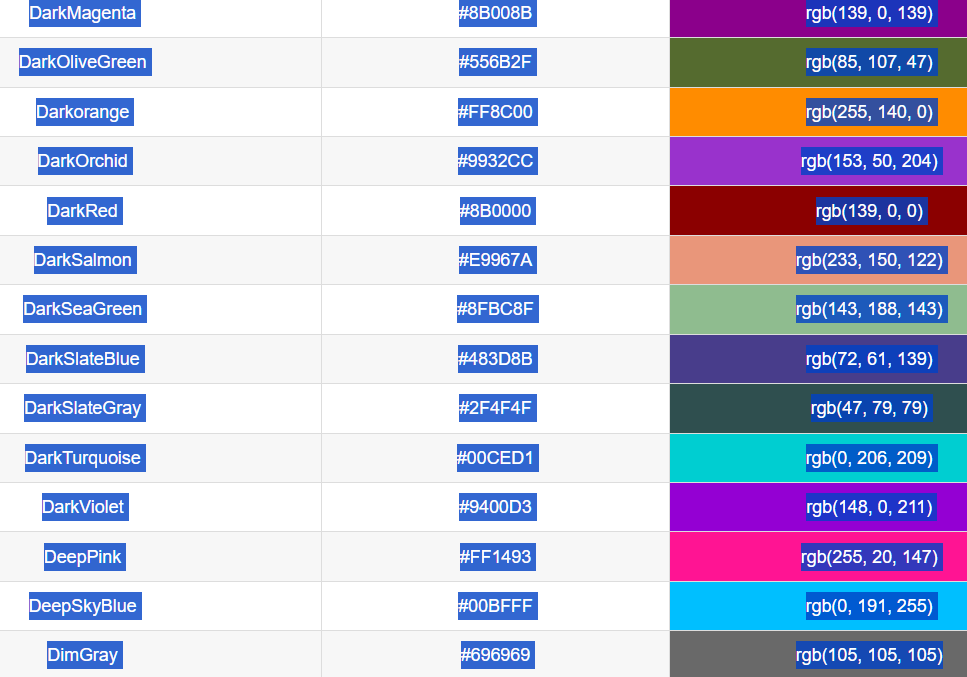 DarkMagenta #8B008B rgb(139, 0, 139)
DarkOliveGreen #556B2F rgb(85, 107, 47)
Darkorange #FF8C00 rgb(255, 140, 0)
DarkOrchid #9932CC rgb(153, 50, 204)
DarkRed #8B0000 rgb(139, 0, 0)
DarkSalmon #E9967A rgb(233, 150, 122)
DarkSeaGreen #8FBC8F rgb(143, 188, 143)
DarkSlateBlue #483D8B rgb(72, 61, 139)
DarkSlateGray #2F4F4F rgb(47, 79, 79)
DarkTurquoise #00CED1 rgb(0, 206, 209)
DarkViolet #9400D3 rgb(148, 0, 211)
DeepPink #FF1493 rgb(255, 20, 147)
DeepSkyBlue #00BFFF rgb(0, 191, 255)
DimGray #696969 rgb(105, 105, 105)